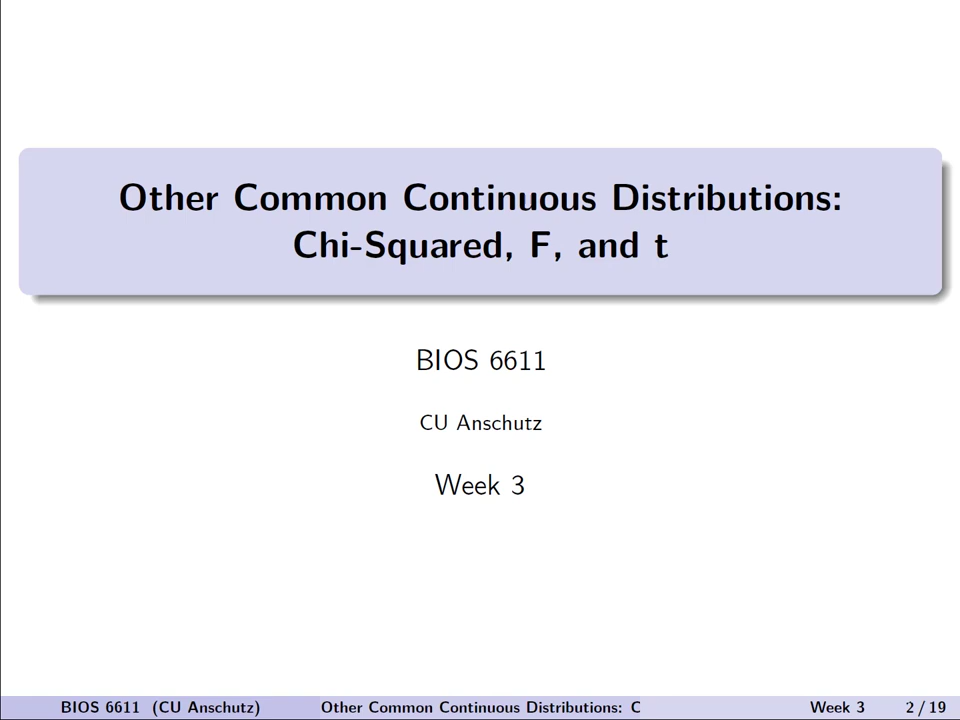 Other Common Continuous Distributions:
Chi-Squared, F, and t
BIOS 6611
CU Anschutz
Week 3
BIOS 6611 (CU Anschutz) Other Common Continuous Distributions: C Week 3 2 / 19